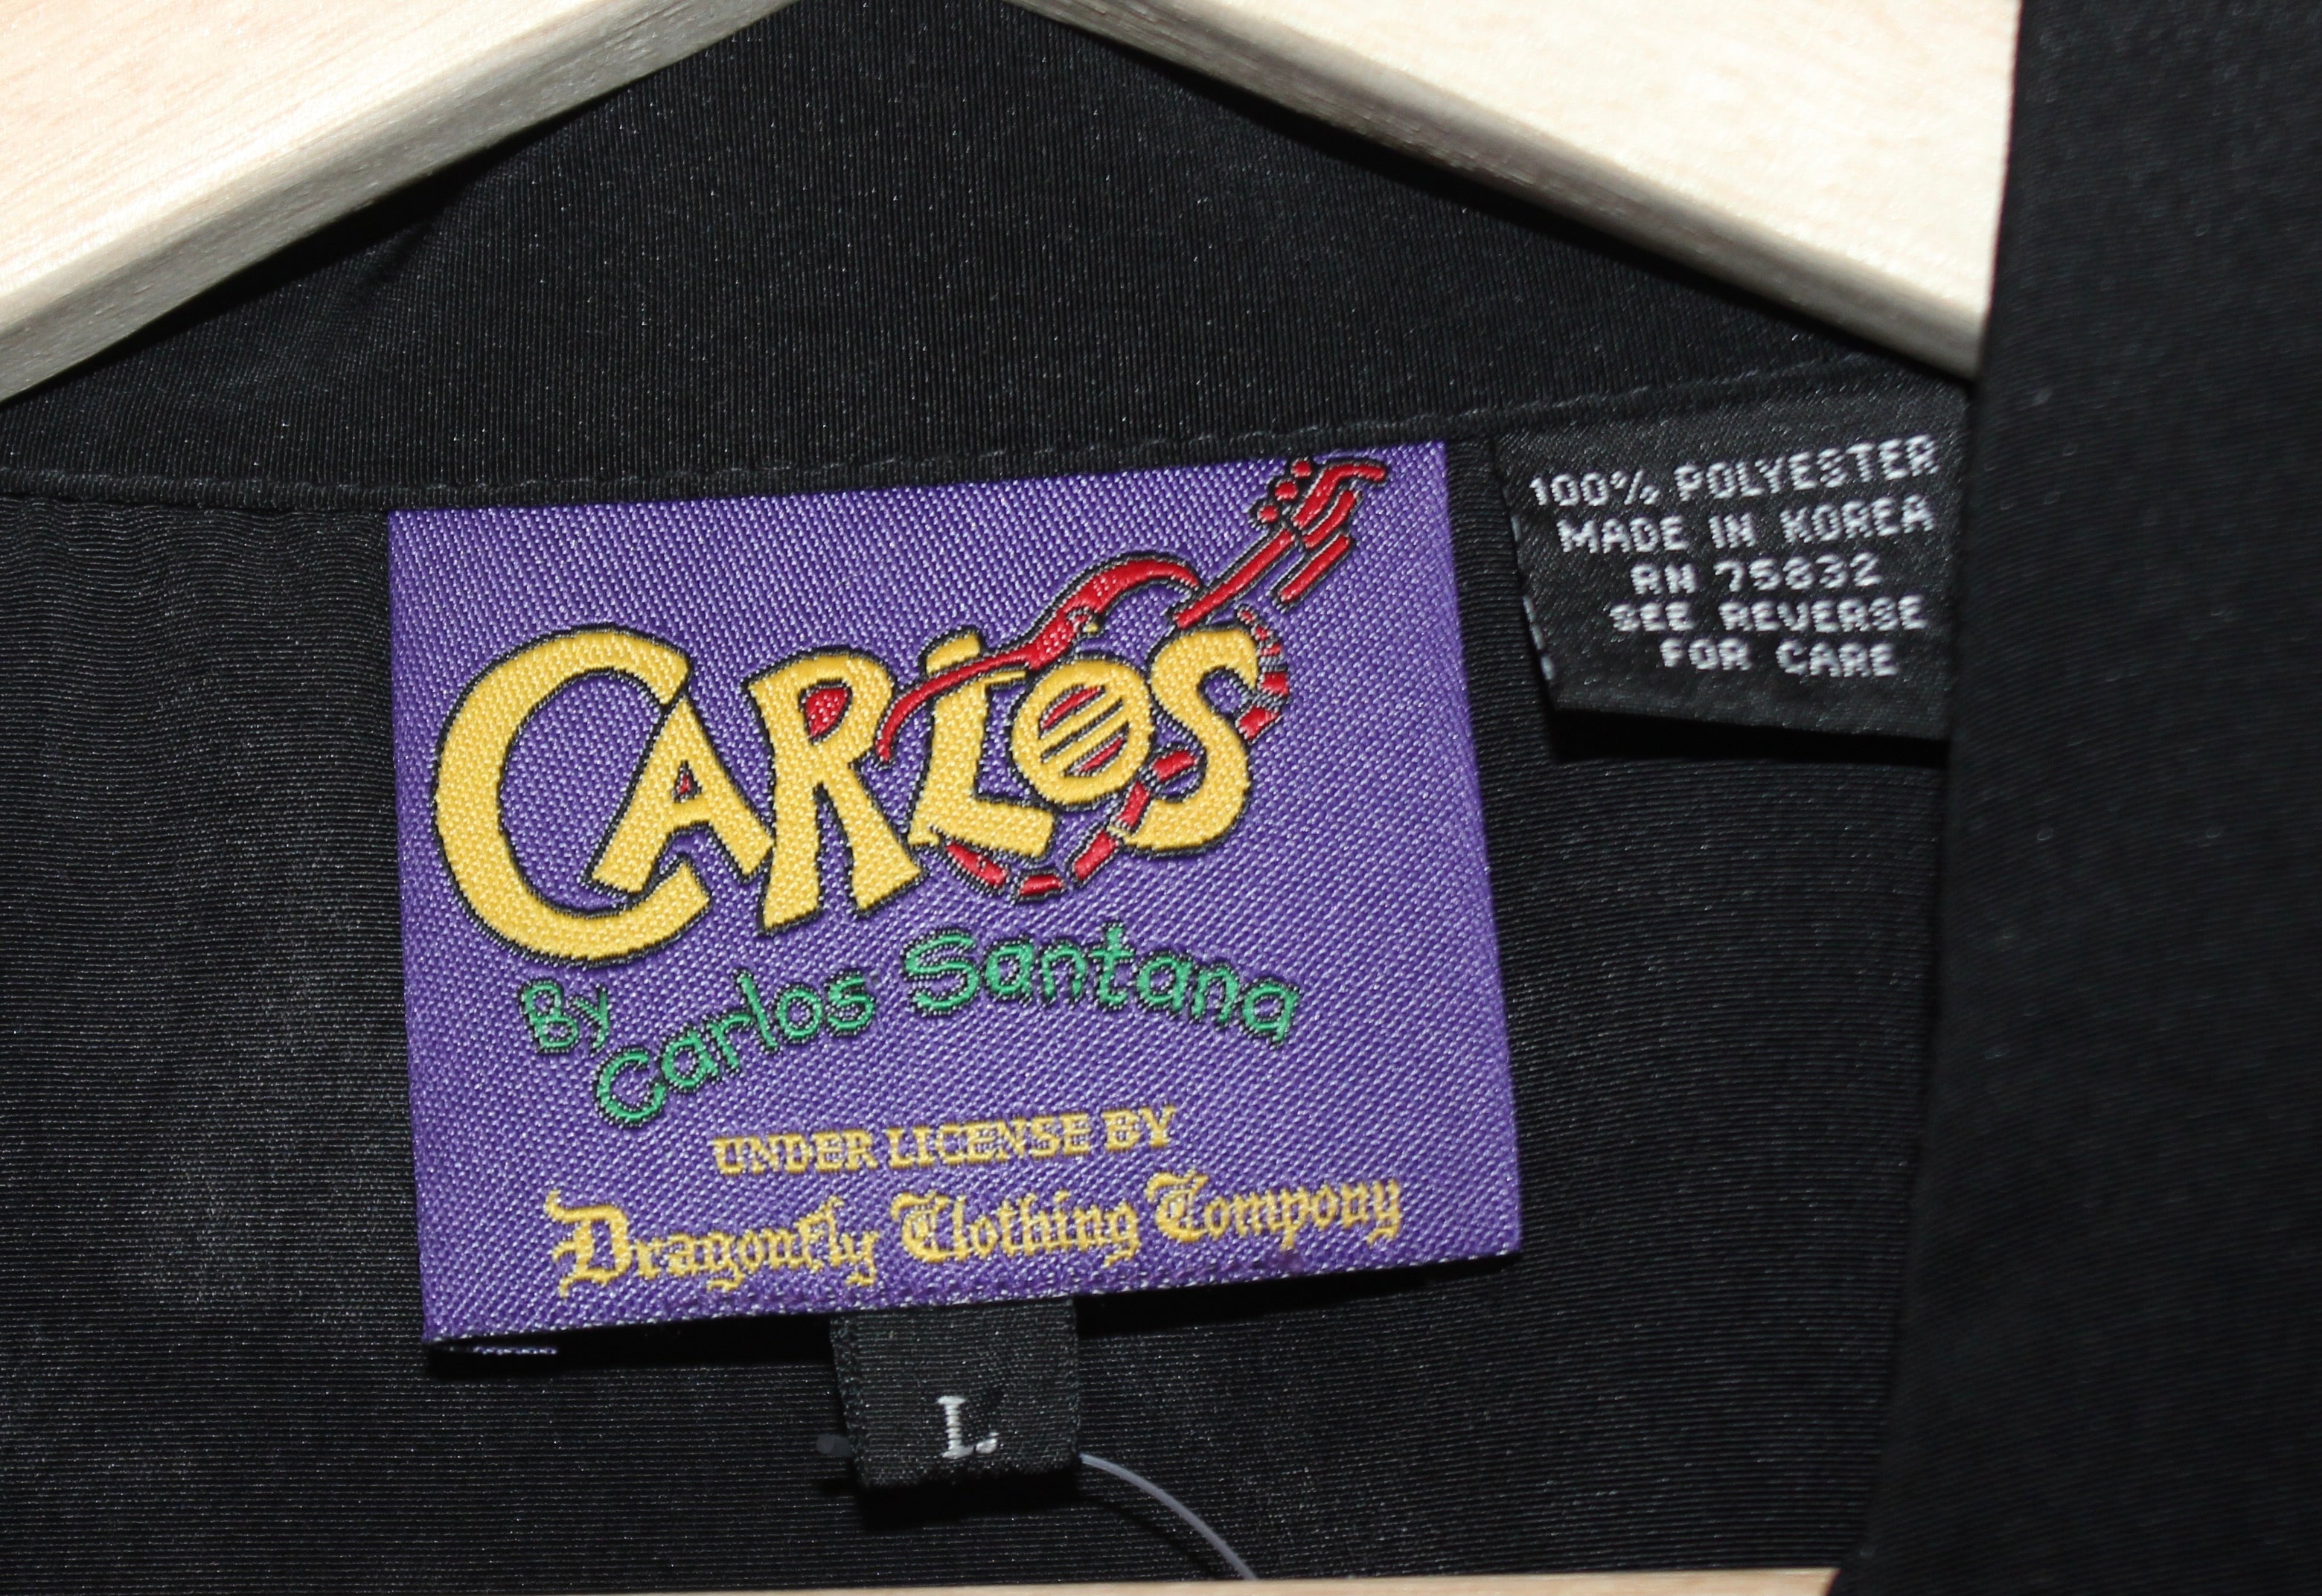 CARLOS
By Carlos Santana
UNDER LICENSE BY
Dragonfly Clothing Company
L
100% POLYESTER
MADE IN KOREA
RN 75832
SEE REVERSE
FOR CARE